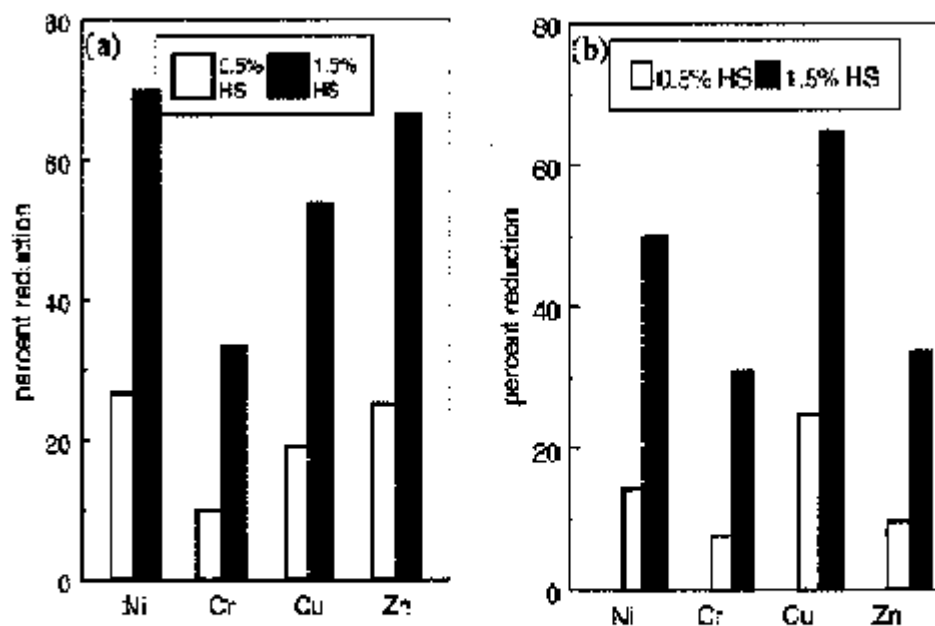 80
(a)
0.5% 1.5%
HS HS
60
40
20
0
percent reduction
Ni Cr Cu Zn
80
(b)
0.5% HS 1.5% HS
60
40
20
0
percent reduction
Ni Cr Cu Zn